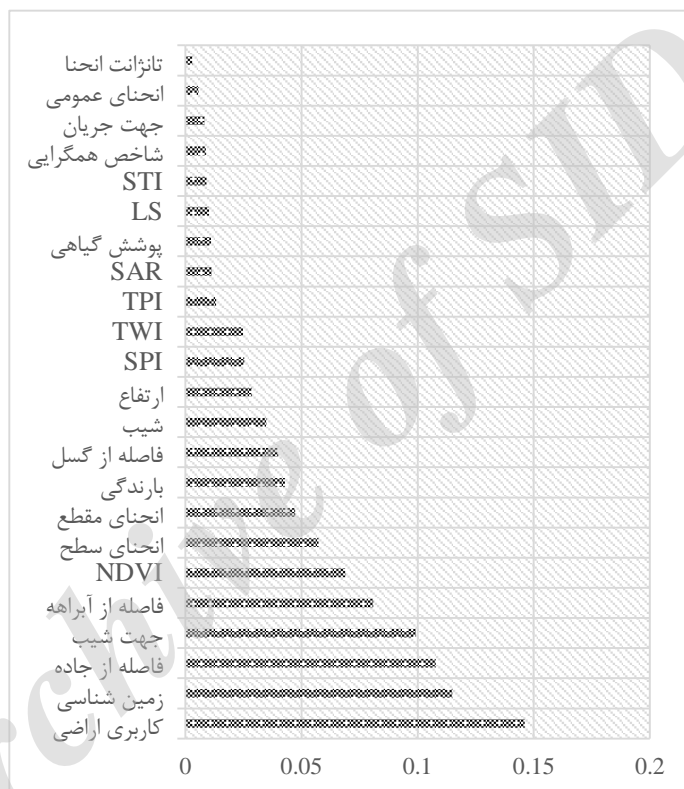 تانژانت انحنا
انحنای عمومی
جهت جریان
شاخص همگرایی
STI
LS
پوشش گیاهی
SAR
TPI
TWI
SPI
ارتفاع
شیب
فاصله از گسل
بارندگی
انحنای مقطع
انحنای سطح
NDVI
فاصله از آبراهه
جهت شیب
فاصله از جاده
زمین شناسی
کاربری اراضی
0 0.05 0.1 0.15 0.2
Archive of SID